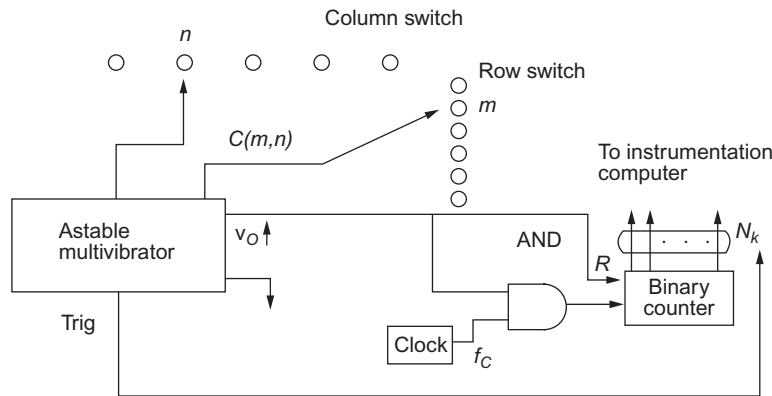 Column switch
n
Row switch
m
C(m,n)
To instrumentation
computer
Astable
multivibrator
v_O
AND
R
N_k
. . .
Binary
counter
Trig
Clock
f_C